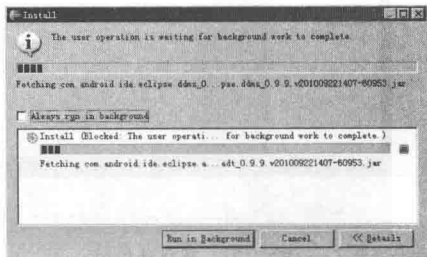 Install
The user operation is waiting for background work to complete.
Fetching com.android.ide.eclipse.ddms_0...pse.ddms_0.9.9.v201009221407-60953.jar
Always run in background
Install (Blocked: The user operati... for background work to complete.)
Fetching com.android.ide.eclipse.a...adt_0.9.9.v201009221407-60953.jar
Run in Background
Cancel
<< Details